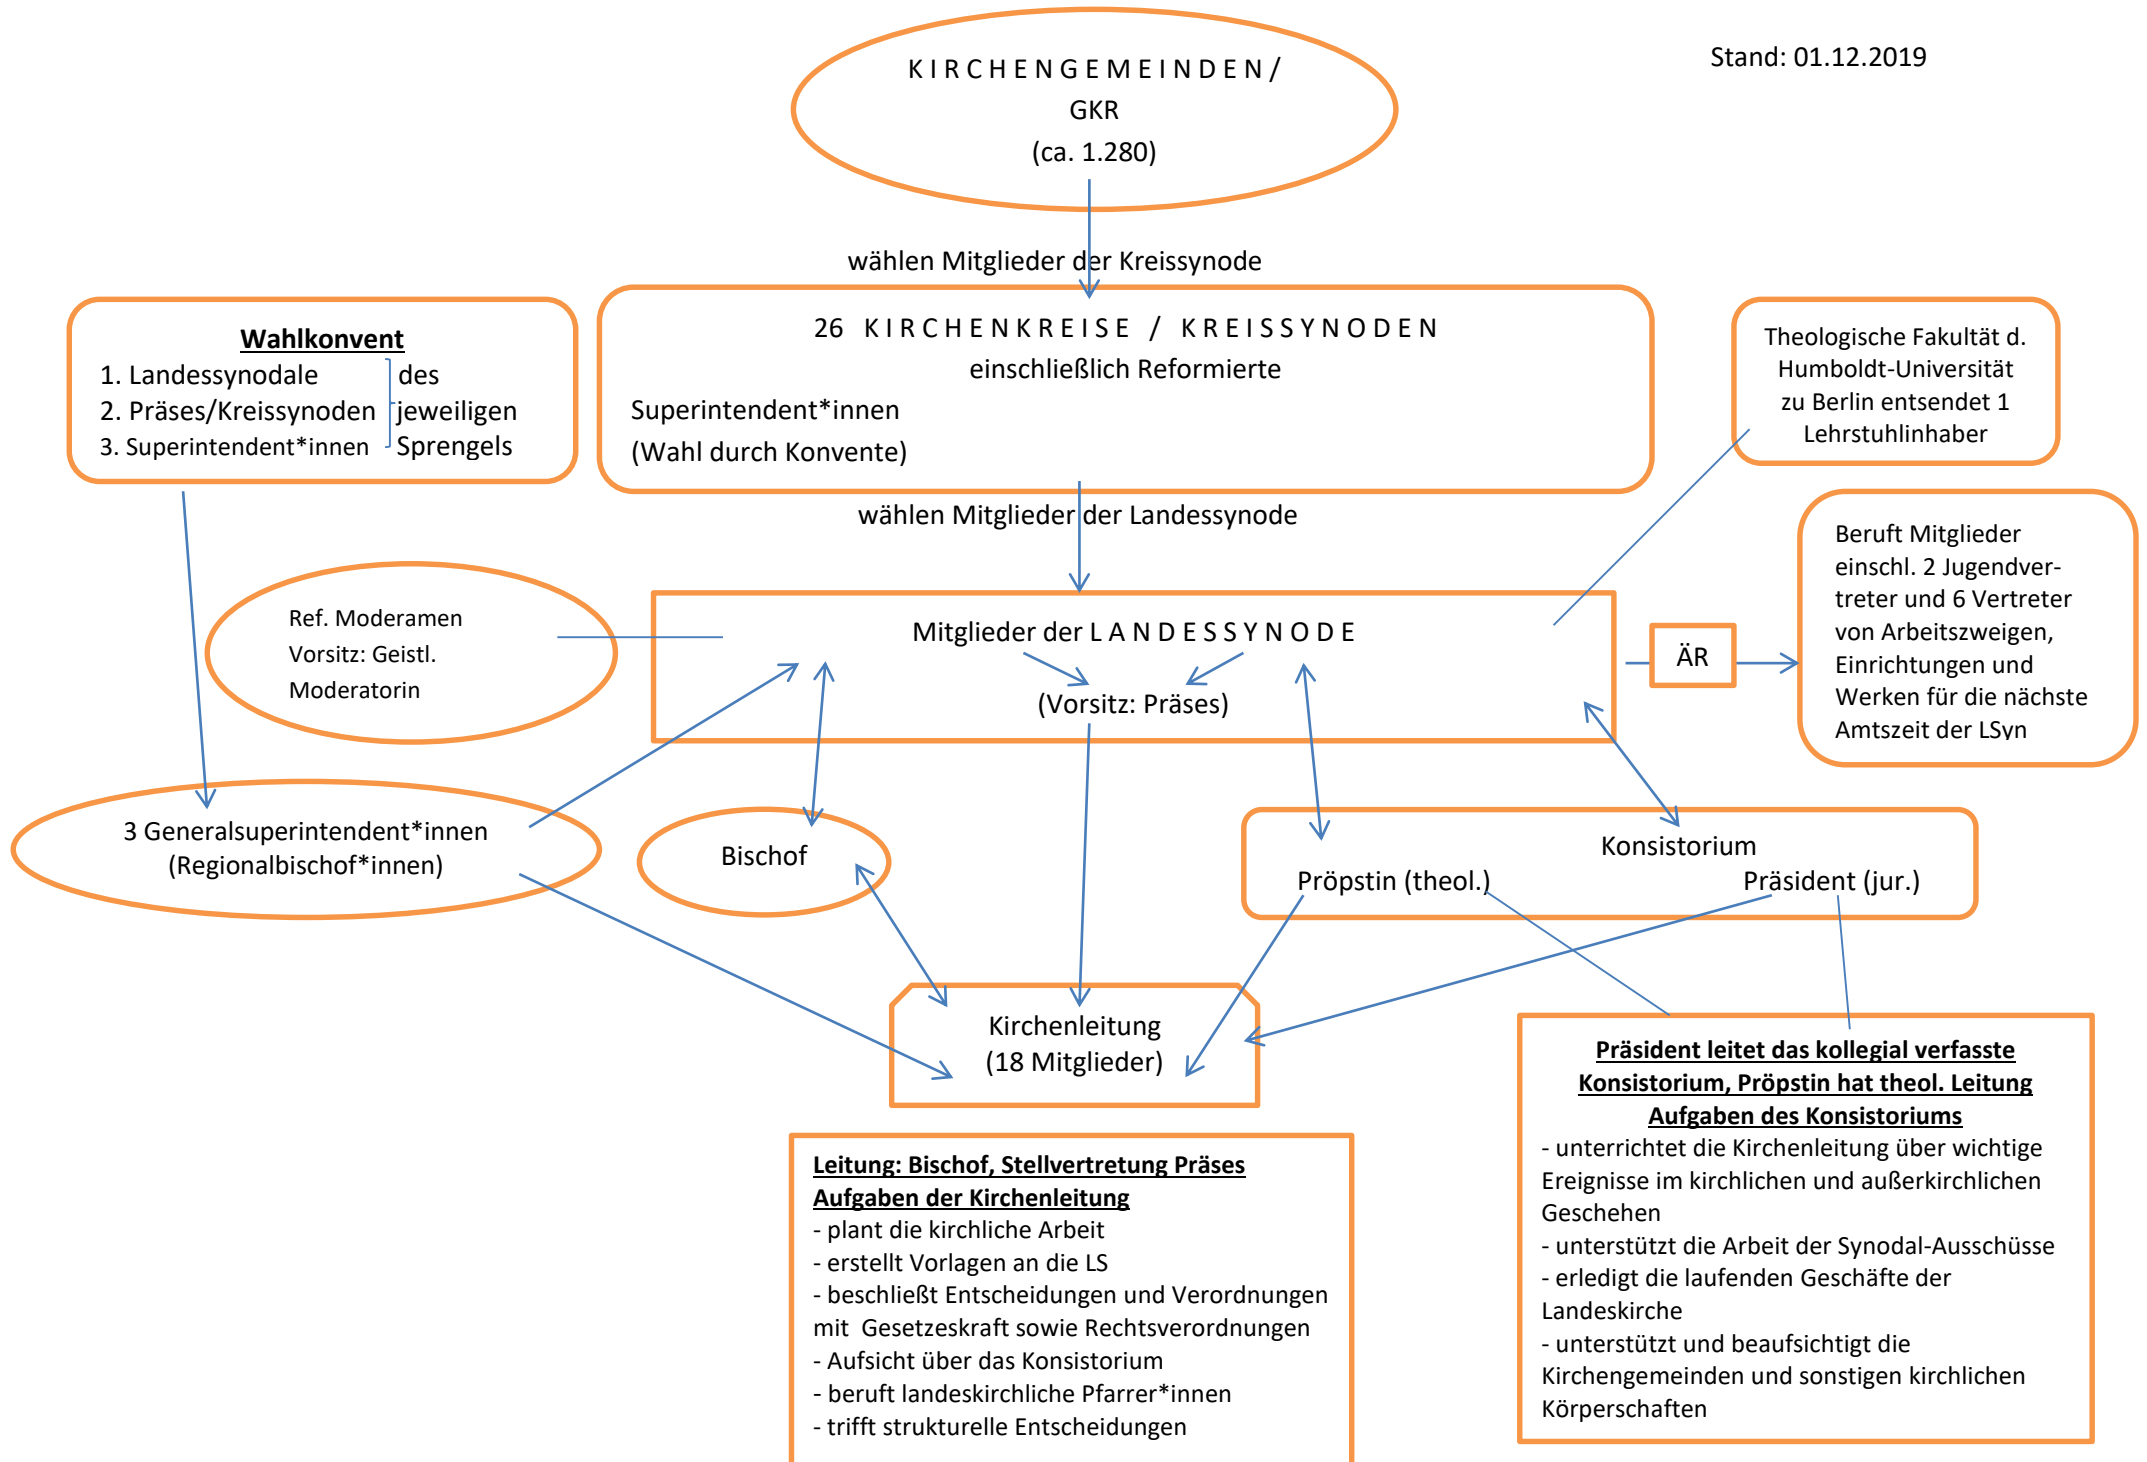 K I R C H E N G E M E I N D E N /
GKR
(ca. 1.280)
Stand: 01.12.2019
wählen Mitglieder der Kreissynode
Wahlkonvent
1. Landessynodale des
2. Präses/Kreissynoden jeweiligen
3. Superintendent*innen Sprengels
26 K I R C H E N K R E I S E / K R E I S S Y N O D E N
einschließlich Reformierte
Superintendent*innen
(Wahl durch Konvente)
Theologische Fakultät d.
Humboldt-Universität
zu Berlin entsendet 1
Lehrstuhlinhaber
wählen Mitglieder der Landessynode
Ref. Moderamen
Vorsitz: Geistl.
Moderatorin
Mitglieder der L A N D E S S Y N O D E
(Vorsitz: Präses)
ÄR
Beruft Mitglieder
einschl. 2 Jugendver-
treter und 6 Vertreter
von Arbeitszweigen,
Einrichtungen und
Werken für die nächste
Amtszeit der LSyn
3 Generalsuperintendent*innen
(Regionalbischof*innen)
Bischof
Konsistorium
Pröpstin (theol.) Präsident (jur.)
Kirchenleitung
(18 Mitglieder)
Leitung: Bischof, Stellvertretung Präses
Aufgaben der Kirchenleitung
- plant die kirchliche Arbeit
- erstellt Vorlagen an die LS
- beschließt Entscheidungen und Verordnungen
mit Gesetzeskraft sowie Rechtsverordnungen
- Aufsicht über das Konsistorium
- beruft landeskirchliche Pfarrer*innen
- trifft strukturelle Entscheidungen
Präsident leitet das kollegial verfasste
Konsistorium, Pröpstin hat theol. Leitung
Aufgaben des Konsistoriums
- unterrichtet die Kirchenleitung über wichtige
Ereignisse im kirchlichen und außerkirchlichen
Geschehen
- unterstützt die Arbeit der Synodal-Ausschüsse
- erledigt die laufenden Geschäfte der
Landeskirche
- unterstützt und beaufsichtigt die
Kirchengemeinden und sonstigen kirchlichen
Körperschaften